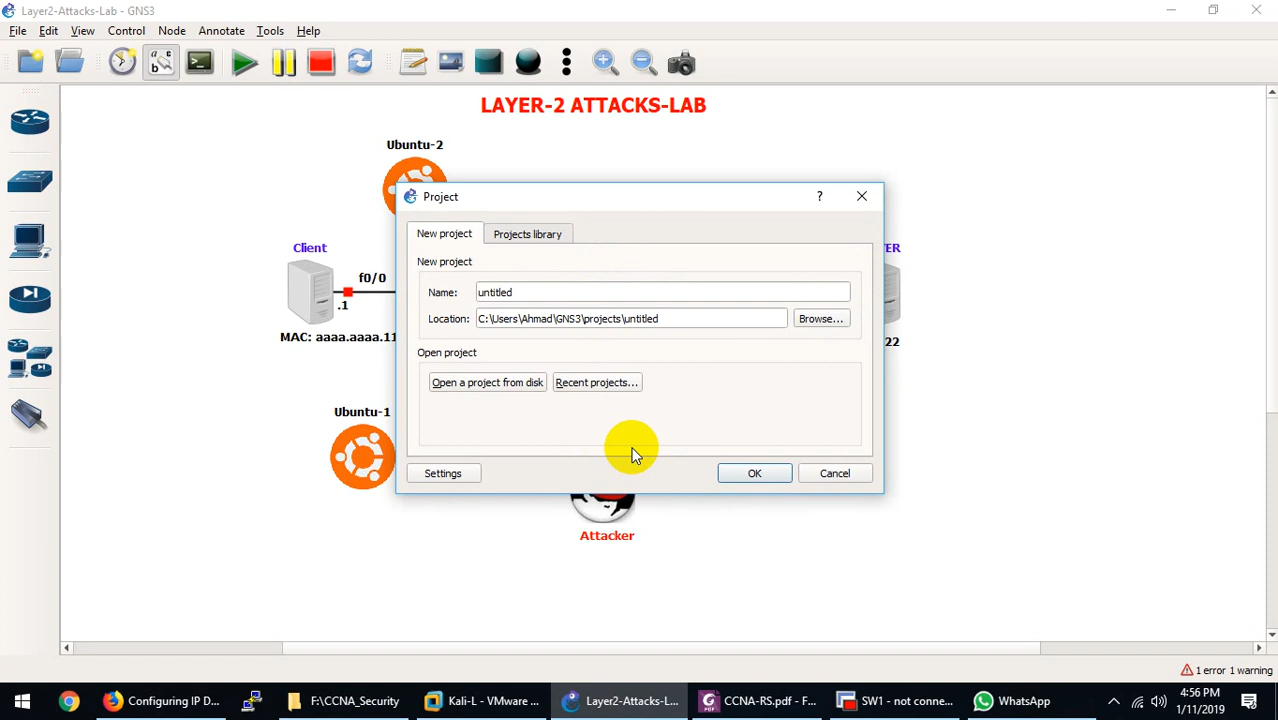 Layer2-Attacks-Lab - GNS3
File Edit View Control Node Annotate Tools Help
LAYER-2 ATTACKS-LAB
Ubuntu-2
Project
New project Projects library
New project
Name: untitled
Location: C:\Users\Ahmad\GNS3\projects\untitled Browse...
Open project
Open a project from disk Recent projects...
Settings OK Cancel
Client
f0/0
.1
MAC: aaaa.aaaa.11
ER
22
Ubuntu-1
Attacker
1 error 1 warning
Configuring IP D... F:\CCNA_Security Kali-L - VMware ... Layer2-Attacks-L... CCNA-RS.pdf - F... SW1 - not connec... WhatsApp
4:56 PM
1/11/2019